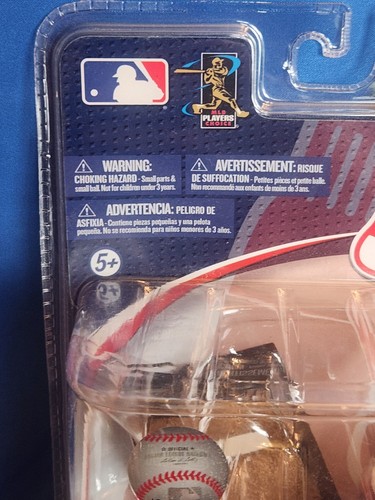 MLB
PLAYERS
CHOICE
WARNING:
CHOKING HAZARD - Small parts &
small ball. Not for children under 3 years.
AVERTISSEMENT: RISQUE
DE SUFFOCATION - Petites pièces et petite balle.
Non recommandé aux enfants de moins de 3 ans.
ADVERTENCIA: PELIGRO DE
ASFIXIA - Contiene piezas pequeñas y una pelota
pequeña. No se recomienda para niños menores de 3 años.
5+
OFFICIAL